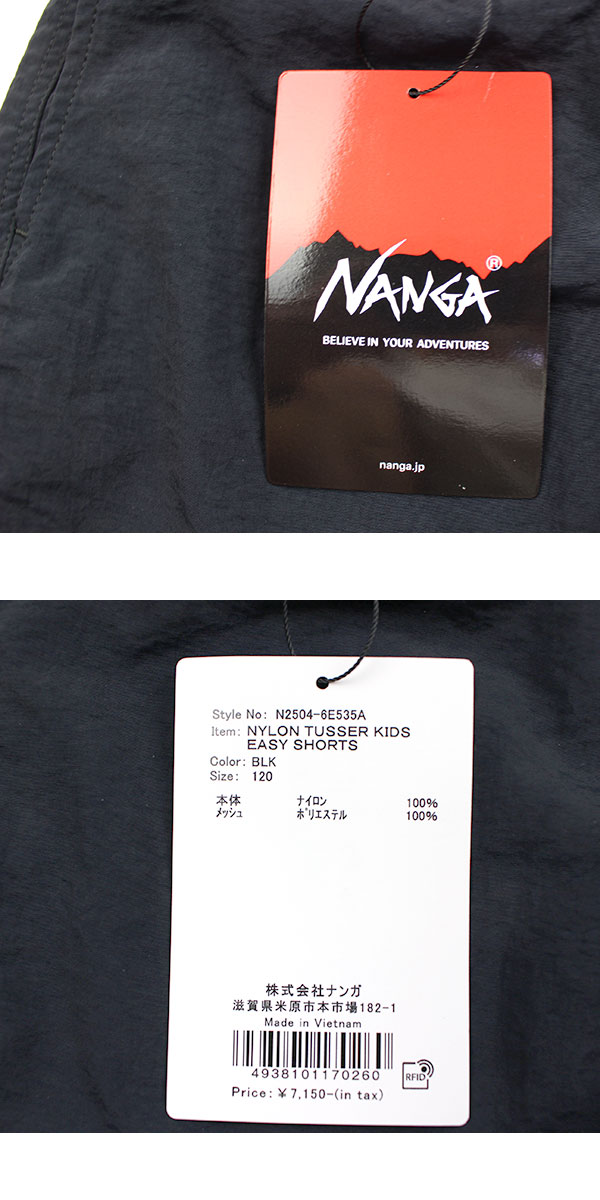 NANGA®
BELIEVE IN YOUR ADVENTURES
nanga.jp
Style No: N2504-6E535A
Item: NYLON TUSSER KIDS
EASY SHORTS
Color: BLK
Size: 120
本体 ナイロン 100%
メッシュ ポリエステル 100%
株式会社ナンガ
滋賀県米原市本市場182-1
Made in Vietnam
4938101170260
RFID
Price: ¥7,150-(in tax)